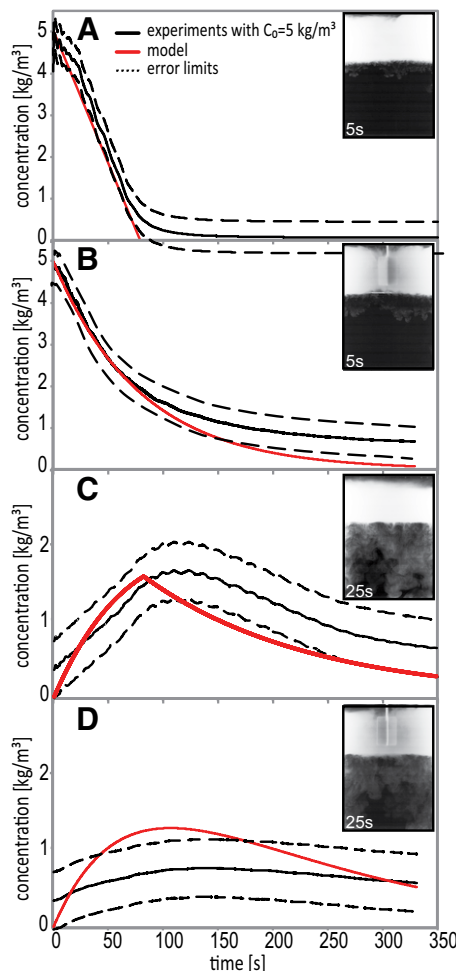 A
experiments with C₀=5 kg/m³
model
error limits
5
4
3
2
1
0
concentration [kg/m³]
5s
B
5
4
3
2
1
0
concentration [kg/m³]
5s
C
2
1
0
concentration [kg/m³]
25s
D
2
1
0
concentration [kg/m³]
25s
0 50 100 150 200 250 300 350
time [s]